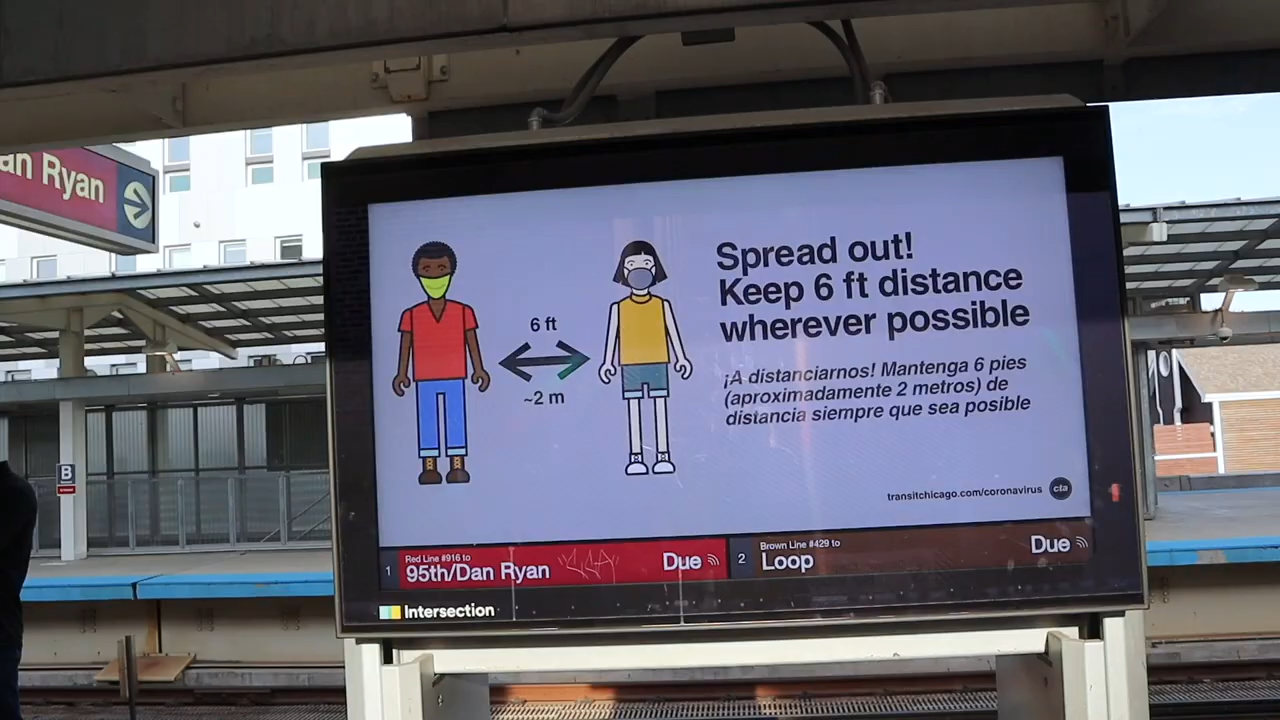 an Ryan
Spread out!
Keep 6 ft distance
wherever possible
6 ft
~2 m
¡A distanciarnos! Mantenga 6 pies
(aproximadamente 2 metros) de
distancia siempre que sea posible
transitchicago.com/coronavirus cta
1 Red Line #916 to
95th/Dan Ryan Due
2 Brown Line #429 to
Loop Due
Intersection
B